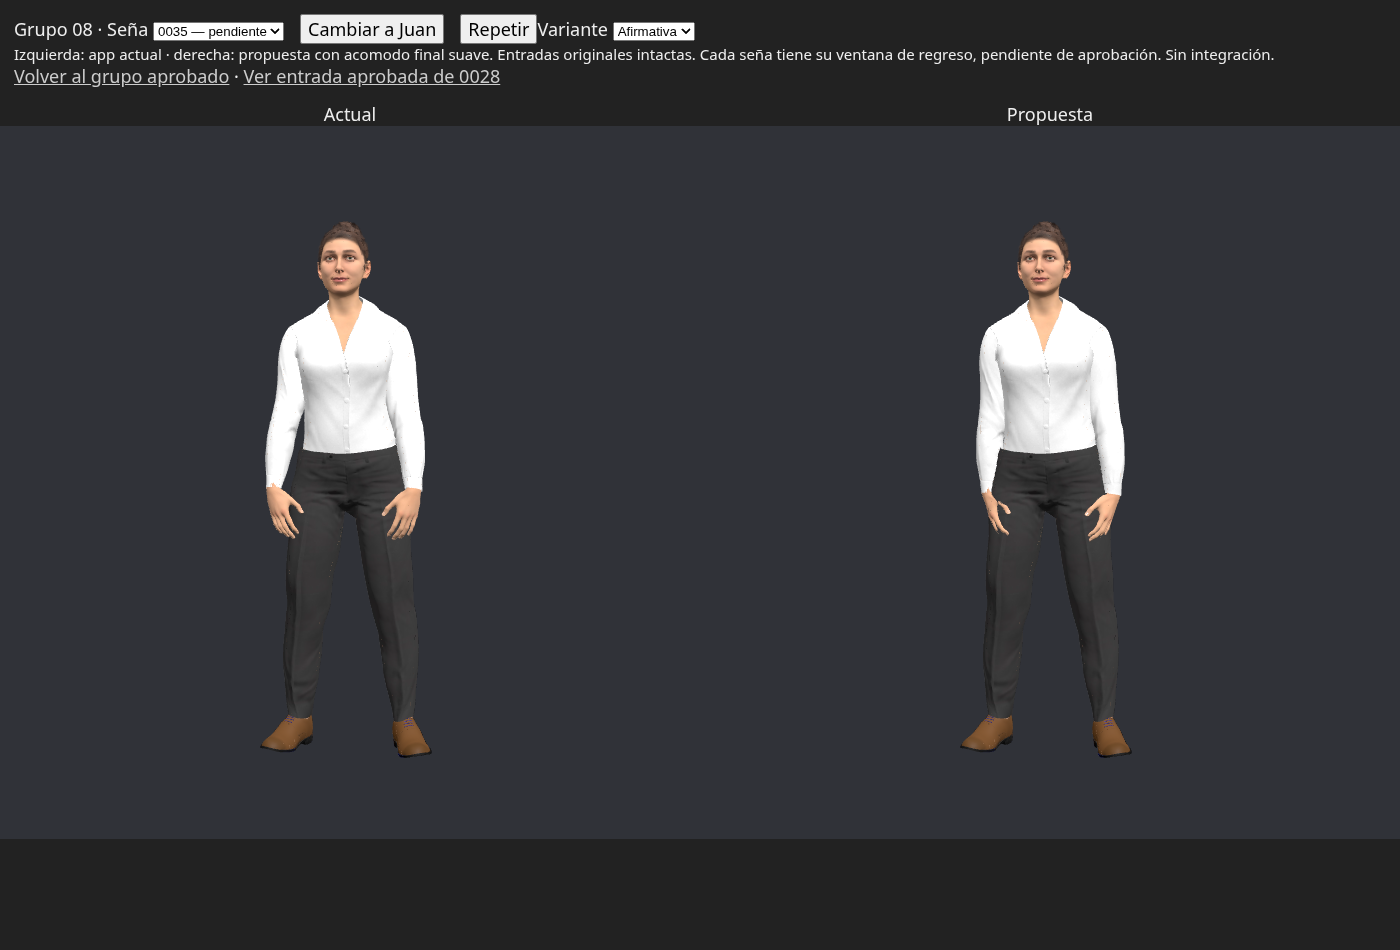 Grupo 08 · Seña 0035 — pendiente Cambiar a Juan Repetir Variante Afirmativa
Izquierda: app actual · derecha: propuesta con acomodo final suave. Entradas originales intactas. Cada seña tiene su ventana de regreso, pendiente de aprobación. Sin integración.
Volver al grupo aprobado · Ver entrada aprobada de 0028
Actual Propuesta